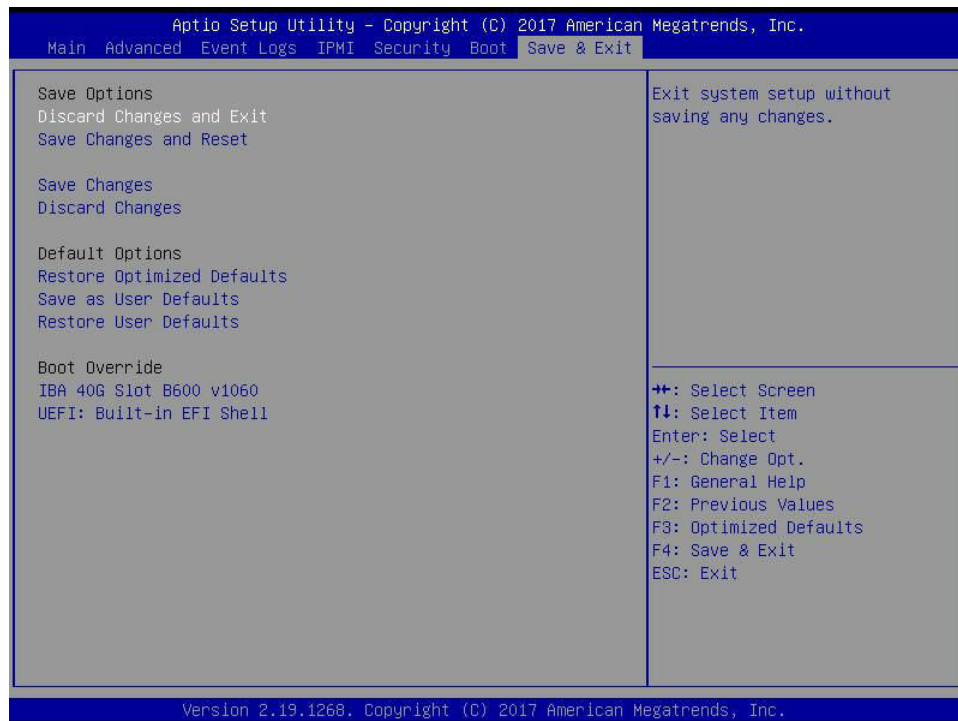 Aptio Setup Utility – Copyright (C) 2017 American Megatrends, Inc.
Main Advanced Event Logs IPMI Security Boot Save & Exit
Save Options
Discard Changes and Exit
Save Changes and Reset
Save Changes
Discard Changes
Default Options
Restore Optimized Defaults
Save as User Defaults
Restore User Defaults
Boot Override
IBA 40G Slot B600 v1060
UEFI: Built-in EFI Shell
Exit system setup without
saving any changes.
→←: Select Screen
↑↓: Select Item
Enter: Select
+/-: Change Opt.
F1: General Help
F2: Previous Values
F3: Optimized Defaults
F4: Save & Exit
ESC: Exit
Version 2.19.1268. Copyright (C) 2017 American Megatrends, Inc.